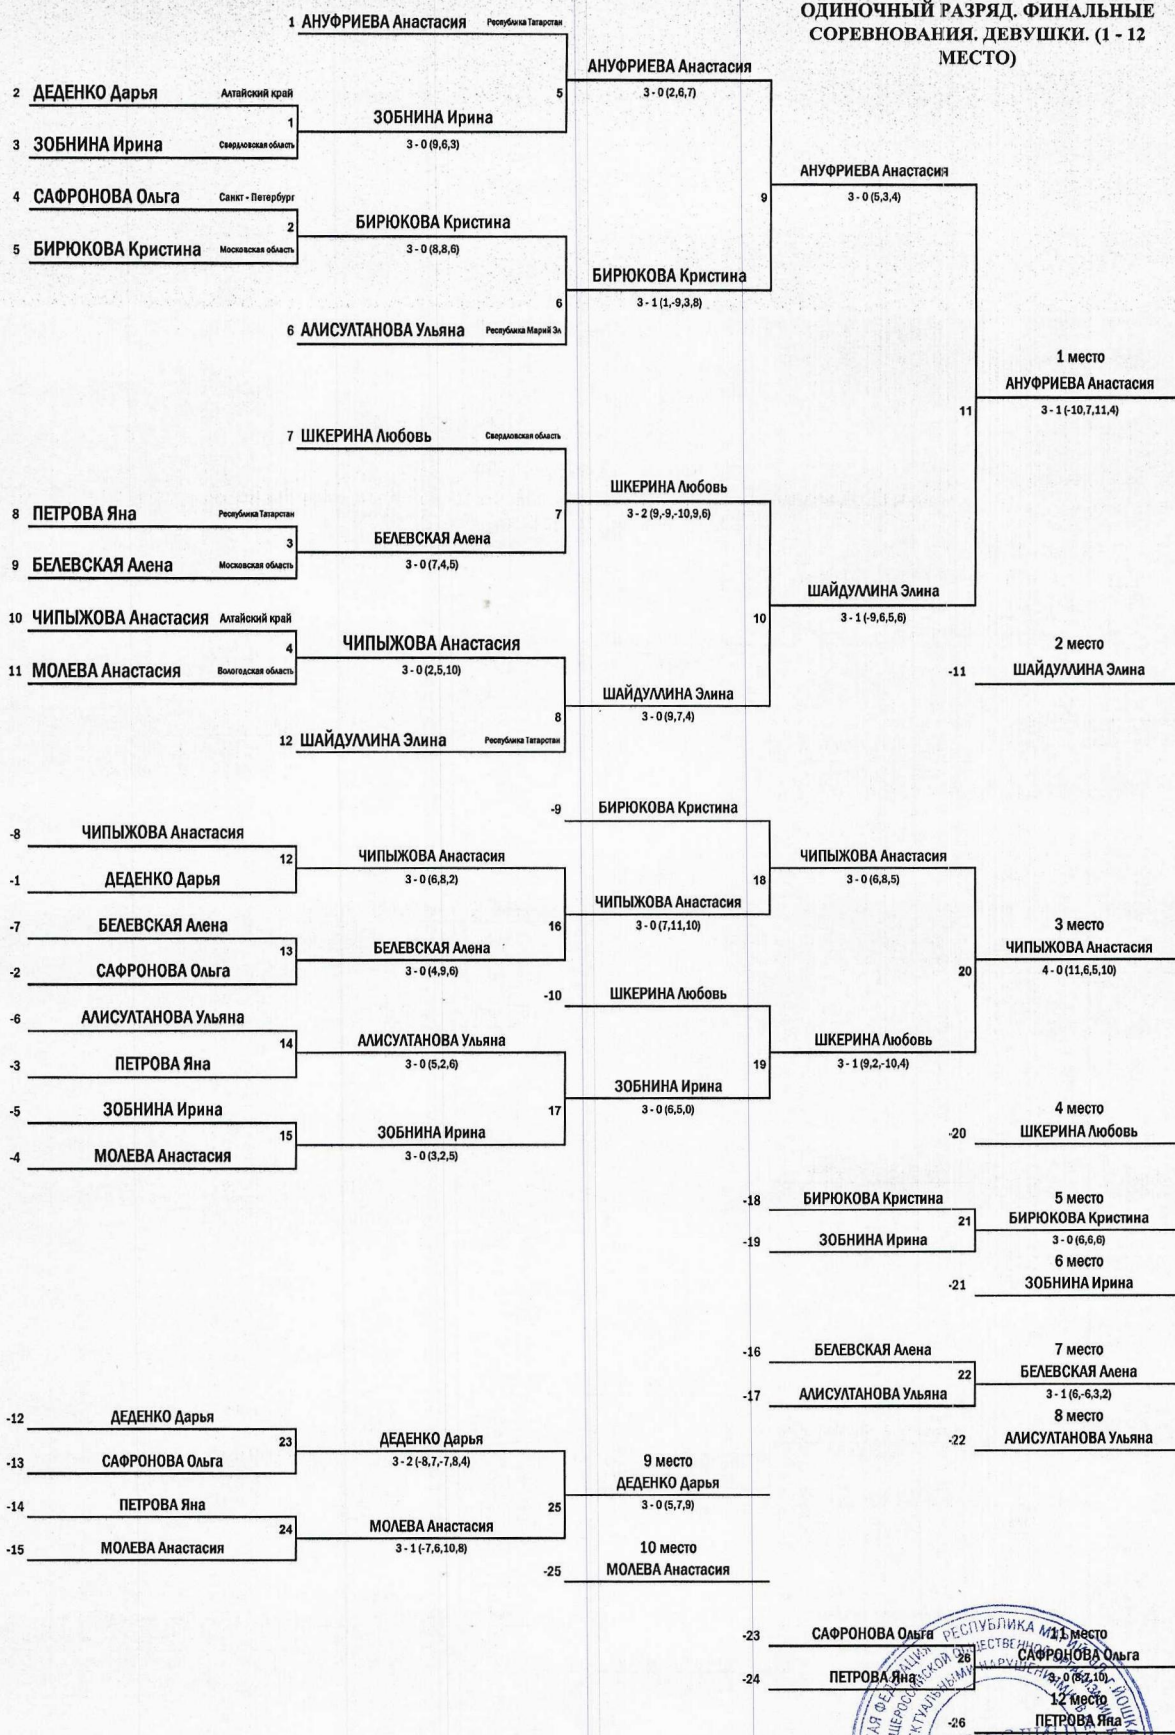 ОДИНОЧНЫЙ РАЗРЯД. ФИНАЛЬНЫЕ
СОРЕВНОВАНИЯ. ДЕВУШКИ. (1 - 12
МЕСТО)
1 АНУФРИЕВА Анастасия Республика Татарстан
АНУФРИЕВА Анастасия
2 ДЕДЕНКО Дарья Алтайский край
5
3 - 0 (2,6,7)
1
ЗОБНИНА Ирина
3 ЗОБНИНА Ирина Свердловская область
3 - 0 (9,6,3)
АНУФРИЕВА Анастасия
4 САФРОНОВА Ольга Санкт - Петербург
9
3 - 0 (5,3,4)
2
БИРЮКОВА Кристина
5 БИРЮКОВА Кристина Московская область
3 - 0 (8,8,6)
БИРЮКОВА Кристина
6
3 - 1 (1,-9,3,8)
6 АЛИСУЛТАНОВА Ульяна Республика Марий Эл
1 место
АНУФРИЕВА Анастасия
11
3 - 1 (-10,7,11,4)
7 ШКЕРИНА Любовь Свердловская область
ШКЕРИНА Любовь
8 ПЕТРОВА Яна Республика Татарстан
7
3 - 2 (9,-9,-10,9,6)
3
БЕЛЕВСКАЯ Алена
9 БЕЛЕВСКАЯ Алена Московская область
3 - 0 (7,4,5)
ШАЙДУЛЛИНА Элина
10 ЧИПЫЖОВА Анастасия Алтайский край
10
3 - 1 (-9,6,5,6)
4
ЧИПЫЖОВА Анастасия
2 место
11 МОЛЕВА Анастасия Вологодская область
3 - 0 (2,5,10)
-11 ШАЙДУЛЛИНА Элина
ШАЙДУЛЛИНА Элина
8
3 - 0 (9,7,4)
12 ШАЙДУЛЛИНА Элина Республика Татарстан
-9 БИРЮКОВА Кристина
-8 ЧИПЫЖОВА Анастасия
12
ЧИПЫЖОВА Анастасия
ЧИПЫЖОВА Анастасия
-1 ДЕДЕНКО Дарья
3 - 0 (6,8,2)
18
3 - 0 (6,8,5)
ЧИПЫЖОВА Анастасия
-7 БЕЛЕВСКАЯ Алена
16
3 - 0 (7,11,10)
3 место
13
БЕЛЕВСКАЯ Алена
ЧИПЫЖОВА Анастасия
-2 САФРОНОВА Ольга
3 - 0 (4,9,6)
20
4 - 0 (11,6,5,10)
-10 ШКЕРИНА Любовь
-6 АЛИСУЛТАНОВА Ульяна
14
АЛИСУЛТАНОВА Ульяна
ШКЕРИНА Любовь
-3 ПЕТРОВА Яна
3 - 0 (5,2,6)
19
3 - 1 (9,2,-10,4)
ЗОБНИНА Ирина
-5 ЗОБНИНА Ирина
17
3 - 0 (6,5,0)
4 место
15
ЗОБНИНА Ирина
-20 ШКЕРИНА Любовь
-4 МОЛЕВА Анастасия
3 - 0 (3,2,5)
-18 БИРЮКОВА Кристина
5 место
21
БИРЮКОВА Кристина
-19 ЗОБНИНА Ирина
3 - 0 (6,6,6)
6 место
-21 ЗОБНИНА Ирина
-16 БЕЛЕВСКАЯ Алена
7 место
22
БЕЛЕВСКАЯ Алена
-17 АЛИСУЛТАНОВА Ульяна
3 - 1 (6,-6,3,2)
8 место
-22 АЛИСУЛТАНОВА Ульяна
-12 ДЕДЕНКО Дарья
23
ДЕДЕНКО Дарья
-13 САФРОНОВА Ольга
3 - 2 (-8,7,-7,8,4)
9 место
ДЕДЕНКО Дарья
-14 ПЕТРОВА Яна
25
3 - 0 (5,7,9)
24
МОЛЕВА Анастасия
-15 МОЛЕВА Анастасия
3 - 1 (-7,6,10,8)
10 место
-25 МОЛЕВА Анастасия
-23 САФРОНОВА Ольга
11 место
26
САФРОНОВА Ольга
-24 ПЕТРОВА Яна
3 - 0 (8,7,10)
12 место
-26 ПЕТРОВА Яна
РЕСПУБЛИКА МАРИЙ ЭЛ Г. ЙОШКА